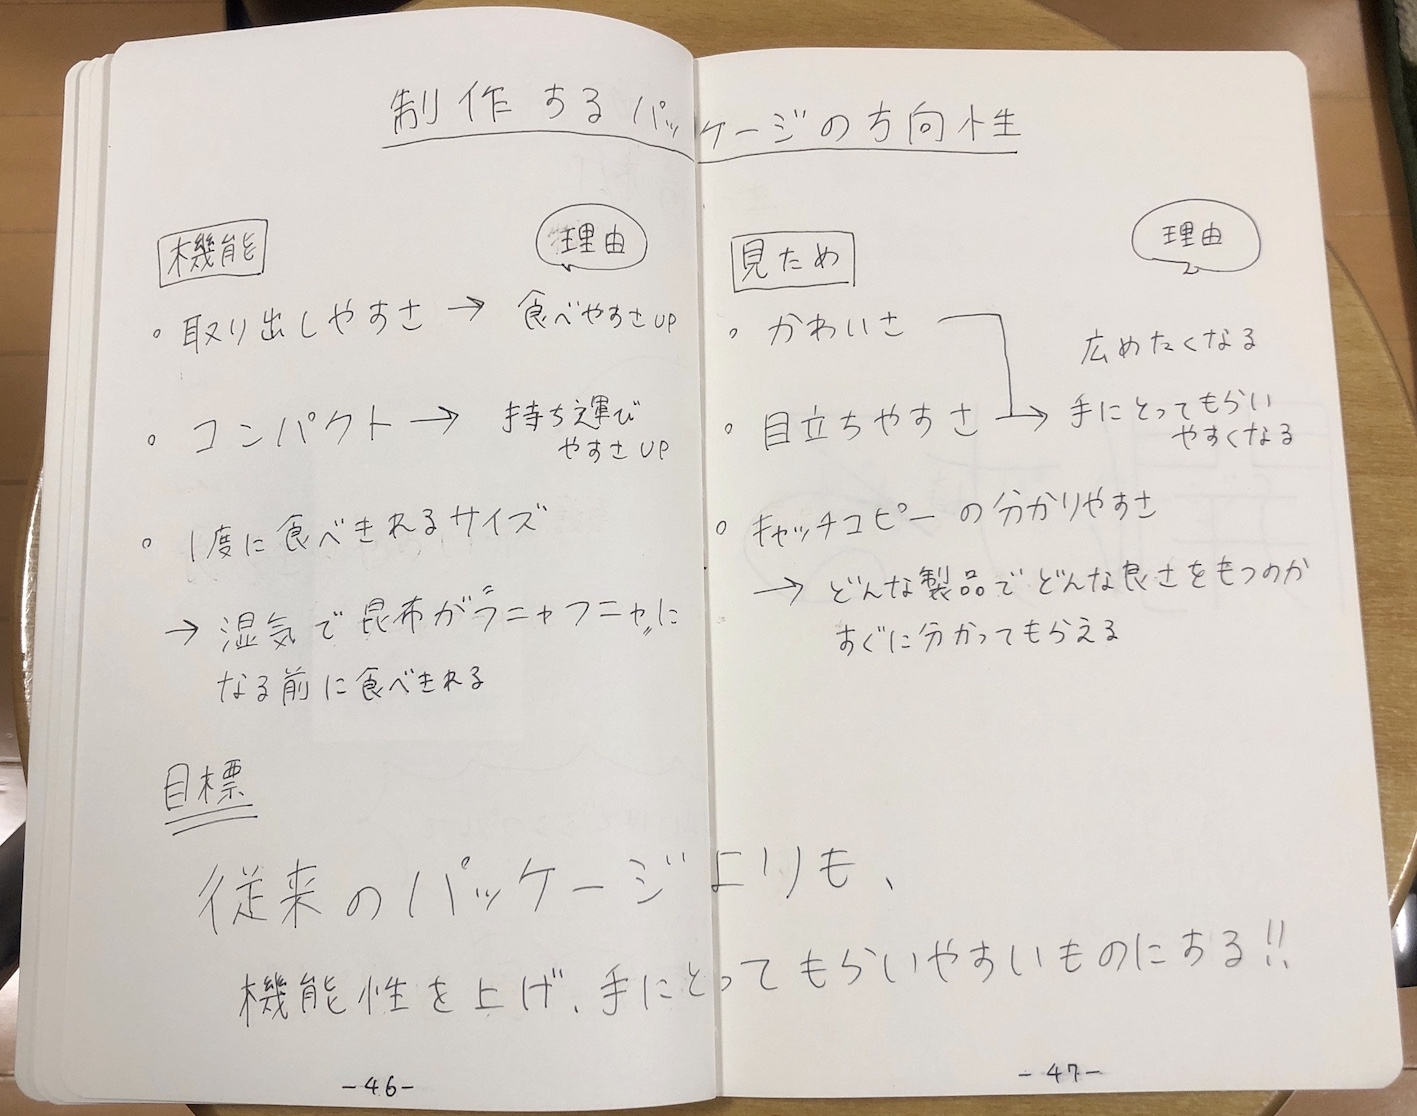 制作するパッケージの方向性
機能
理由
。取り出しやすさ → 食べやすさUP
。コンパクト → 持ち運び
やすさUP
。1度に食べきれるサイズ
→ 湿気で昆布が〝フニャフニャ〟に
なる前に食べきれる
見ため
理由
。かわいさ
広めたくなる
。目立ちやすさ → 手にとってもらい
やすくなる
。キャッチコピーの分かりやすさ
→ どんな製品でどんな良さをもつのか
すぐに分かってもらえる
目標
従来のパッケージよりも、
機能性を上げ、手にとってもらいやすいものにする!!
-46-
-47-